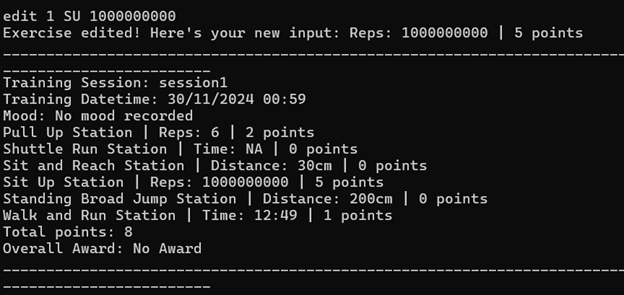 edit 1 SU 1000000000
Exercise edited! Here's your new input: Reps: 1000000000 | 5 points
Training Session: session1
Training Datetime: 30/11/2024 00:59
Mood: No mood recorded
Pull Up Station | Reps: 6 | 2 points
Shuttle Run Station | Time: NA | 0 points
Sit and Reach Station | Distance: 30cm | 0 points
Sit Up Station | Reps: 1000000000 | 5 points
Standing Broad Jump Station | Distance: 200cm | 0 points
Walk and Run Station | Time: 12:49 | 1 points
Total points: 8
Overall Award: No Award